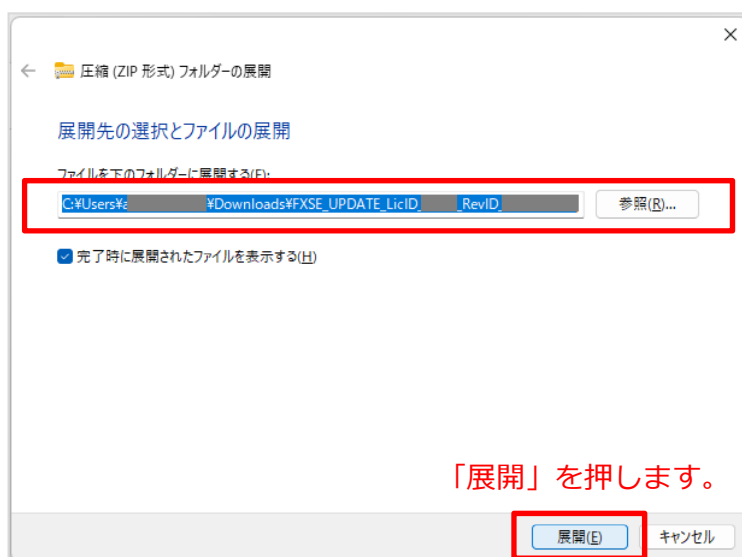 圧縮 (ZIP 形式) フォルダーの展開
展開先の選択とファイルの展開
ファイルを下のフォルダーに展開する(F):
C:¥Users¥a ¥Downloads¥FXSE_UPDATE_LicID_ _RevID_ 参照(R)...
完了時に展開されたファイルを表示する(H)
「展開」を押します。
展開(E) キャンセル